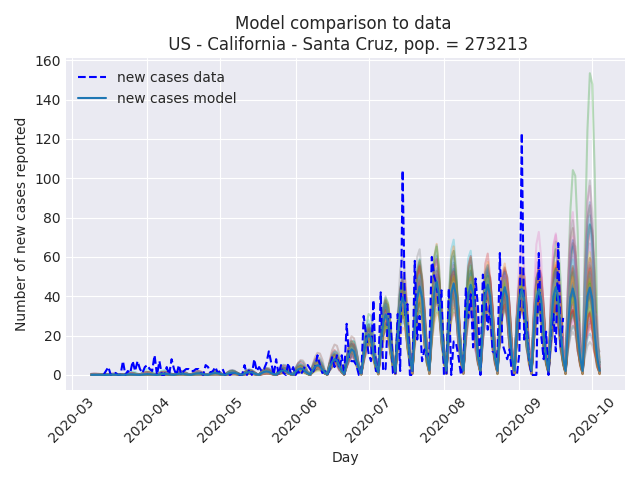 Model comparison to data
US - California - Santa Cruz, pop. = 273213
new cases data
new cases model
Number of new cases reported
160
140
120
100
80
60
40
20
0
2020-03
2020-04
2020-05
2020-06
2020-07
2020-08
2020-09
2020-10
Day